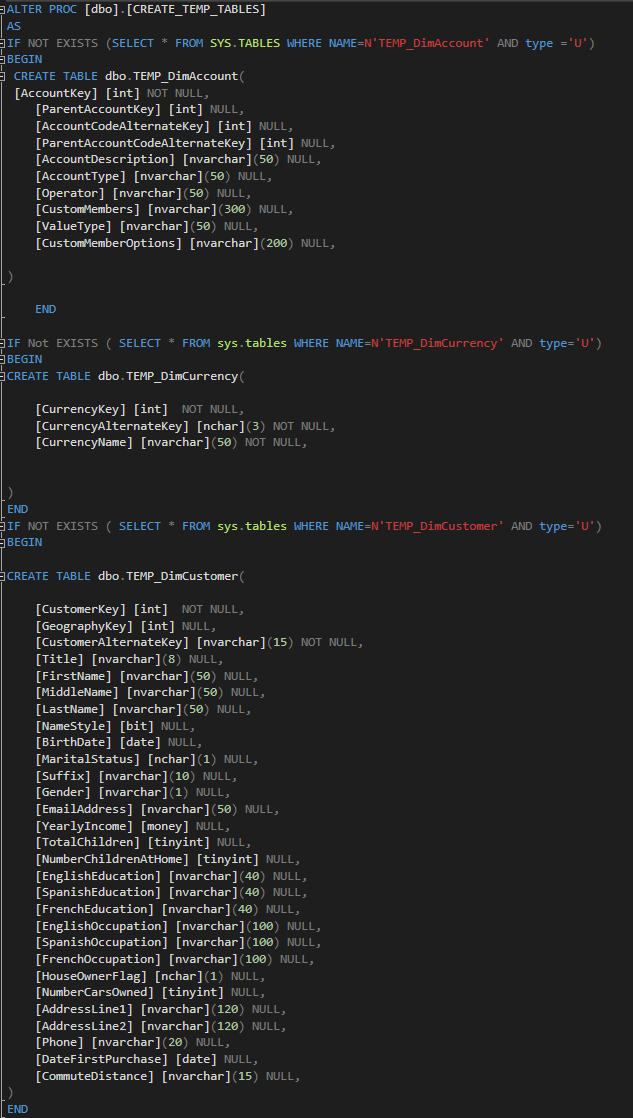 ALTER PROC [dbo].[CREATE_TEMP_TABLES]
AS
IF NOT EXISTS (SELECT * FROM SYS.TABLES WHERE NAME=N'TEMP_DimAccount' AND type ='U')
BEGIN
CREATE TABLE dbo.TEMP_DimAccount(
[AccountKey] [int] NOT NULL,
[ParentAccountKey] [int] NULL,
[AccountCodeAlternateKey] [int] NULL,
[ParentAccountCodeAlternateKey] [int] NULL,
[AccountDescription] [nvarchar](50) NULL,
[AccountType] [nvarchar](50) NULL,
[Operator] [nvarchar](50) NULL,
[CustomMembers] [nvarchar](300) NULL,
[ValueType] [nvarchar](50) NULL,
[CustomMemberOptions] [nvarchar](200) NULL,
)
END
IF Not EXISTS ( SELECT * FROM sys.tables WHERE NAME=N'TEMP_DimCurrency' AND type='U')
BEGIN
CREATE TABLE dbo.TEMP_DimCurrency(
[CurrencyKey] [int]  NOT NULL,
[CurrencyAlternateKey] [nchar](3) NOT NULL,
[CurrencyName] [nvarchar](50) NOT NULL,
)
END
IF NOT EXISTS ( SELECT * FROM sys.tables WHERE NAME=N'TEMP_DimCustomer' AND type='U')
BEGIN
CREATE TABLE dbo.TEMP_DimCustomer(
[CustomerKey] [int]  NOT NULL,
[GeographyKey] [int] NULL,
[CustomerAlternateKey] [nvarchar](15) NOT NULL,
[Title] [nvarchar](8) NULL,
[FirstName] [nvarchar](50) NULL,
[MiddleName] [nvarchar](50) NULL,
[LastName] [nvarchar](50) NULL,
[NameStyle] [bit] NULL,
[BirthDate] [date] NULL,
[MaritalStatus] [nchar](1) NULL,
[Suffix] [nvarchar](10) NULL,
[Gender] [nvarchar](1) NULL,
[EmailAddress] [nvarchar](50) NULL,
[YearlyIncome] [money] NULL,
[TotalChildren] [tinyint] NULL,
[NumberChildrenAtHome] [tinyint] NULL,
[EnglishEducation] [nvarchar](40) NULL,
[SpanishEducation] [nvarchar](40) NULL,
[FrenchEducation] [nvarchar](40) NULL,
[EnglishOccupation] [nvarchar](100) NULL,
[SpanishOccupation] [nvarchar](100) NULL,
[FrenchOccupation] [nvarchar](100) NULL,
[HouseOwnerFlag] [nchar](1) NULL,
[NumberCarsOwned] [tinyint] NULL,
[AddressLine1] [nvarchar](120) NULL,
[AddressLine2] [nvarchar](120) NULL,
[Phone] [nvarchar](20) NULL,
[DateFirstPurchase] [date] NULL,
[CommuteDistance] [nvarchar](15) NULL,
)
END